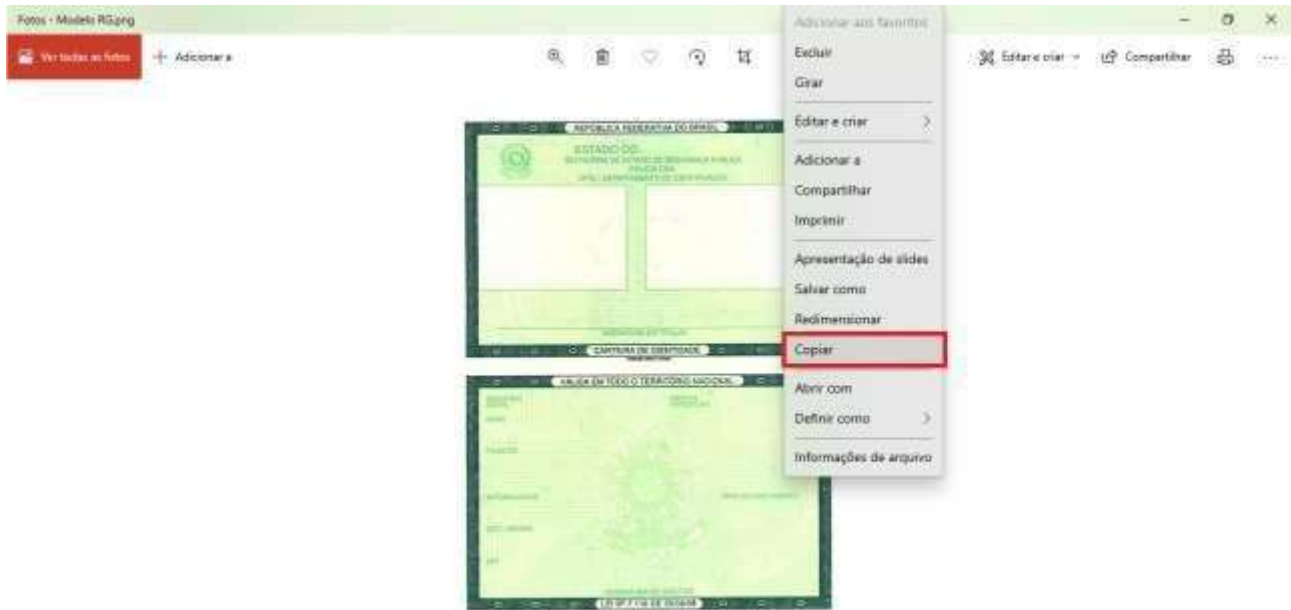 Fotos - Modelo RG.png
Ver todas as fotos
Adicionar a
Editar e criar
Compartilhar
Adicionar aos favoritos
Excluir
Girar
Editar e criar
Adicionar a
Compartilhar
Imprimir
Apresentação de slides
Salvar como
Redimensionar
Copiar
Abrir com
Definir como
Informações de arquivo
REPÚBLICA FEDERATIVA DO BRASIL
ESTADO DO
CARTEIRA DE IDENTIDADE
VÁLIDA EM TODO O TERRITÓRIO NACIONAL